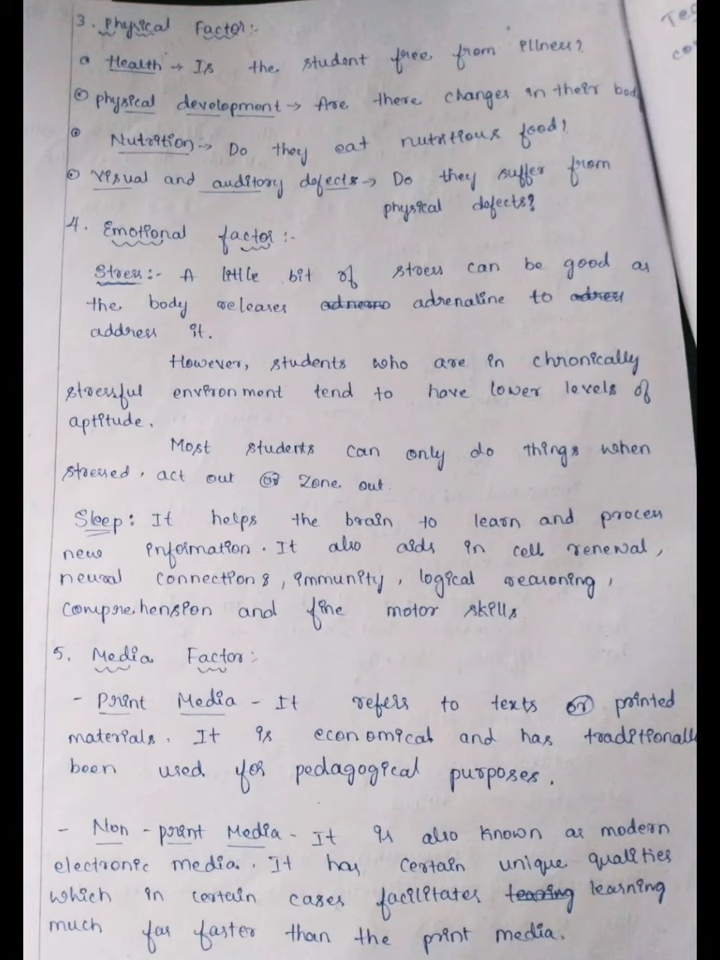 3. Physical Factor:-
Health → Is the student free from illness?
physical development → Are there changes in their body
Nutrition → Do they eat nutritious food?
Visual and auditory defects → Do they suffer from
physical defects?
4. Emotional factor:-
Stress:- A little bit of stress can be good as
the body releases adrenaline to
address it.
However, students who are in chronically
stressful environment tend to have lower levels of
aptitude.
Most students can only do things when
stressed, act out or zone out.
Sleep: It helps the brain to learn and process
new information. It also aids in cell renewal,
neural connections, immunity, logical reasoning,
comprehension and fine motor skills
5. Media Factor:-
- Print Media - It refers to texts or printed
materials. It is economical and has traditionally
been used for pedagogical purposes.
- Non-print Media - It is also known as modern
electronic media. It has certain unique qualities
which in certain cases facilitates learning
much far faster than the print media.